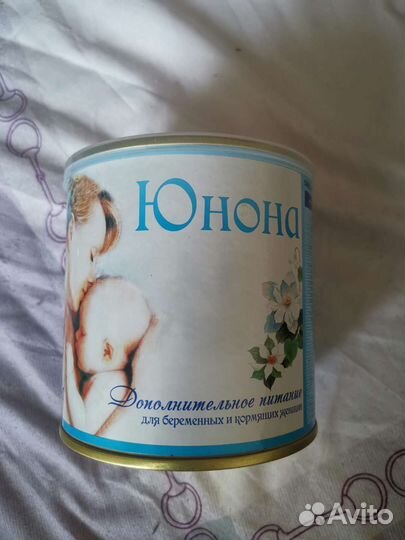 Юнона
Дополнительное питание
для беременных и кормящих женщин
Avito